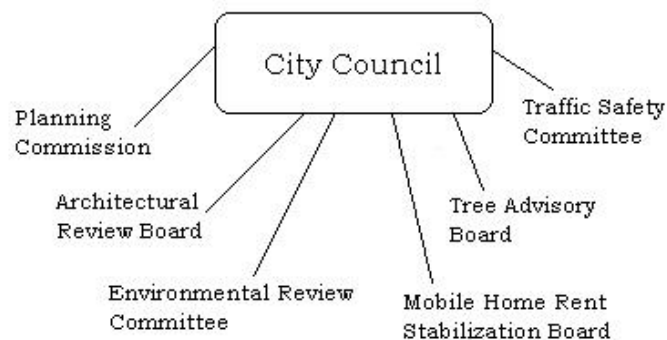 City Council
Planning
Commission
Architectural
Review Board
Environmental Review
Committee
Mobile Home Rent
Stabilization Board
Tree Advisory
Board
Traffic Safety
Committee